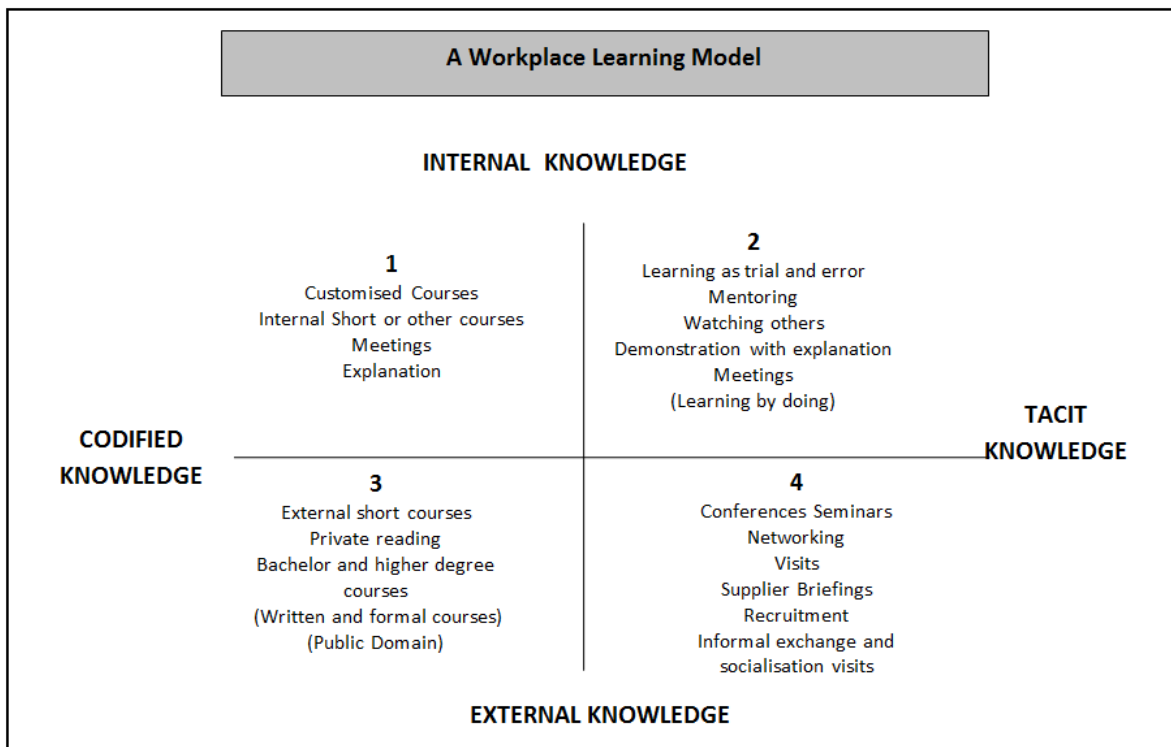 A Workplace Learning Model
INTERNAL KNOWLEDGE
1
Customised Courses
Internal Short or other courses
Meetings
Explanation
2
Learning as trial and error
Mentoring
Watching others
Demonstration with explanation
Meetings
(Learning by doing)
CODIFIED
KNOWLEDGE
TACIT
KNOWLEDGE
3
External short courses
Private reading
Bachelor and higher degree
courses
(Written and formal courses)
(Public Domain)
4
Conferences Seminars
Networking
Visits
Supplier Briefings
Recruitment
Informal exchange and
socialisation visits
EXTERNAL KNOWLEDGE